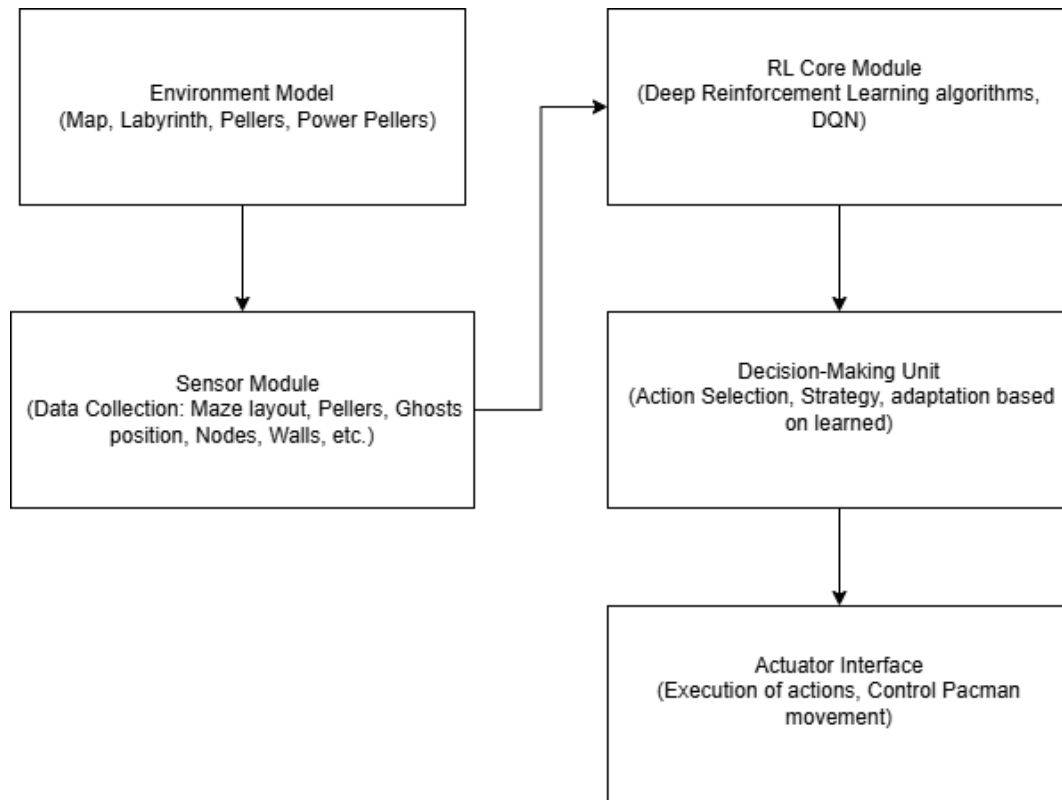 Environment Model
(Map, Labyrinth, Pellers, Power Pellers)
Sensor Module
(Data Collection: Maze layout, Pellers, Ghosts
position, Nodes, Walls, etc.)
RL Core Module
(Deep Reinforcement Learning algorithms,
DQN)
Decision-Making Unit
(Action Selection, Strategy, adaptation based
on learned)
Actuator Interface
(Execution of actions, Control Pacman
movement)